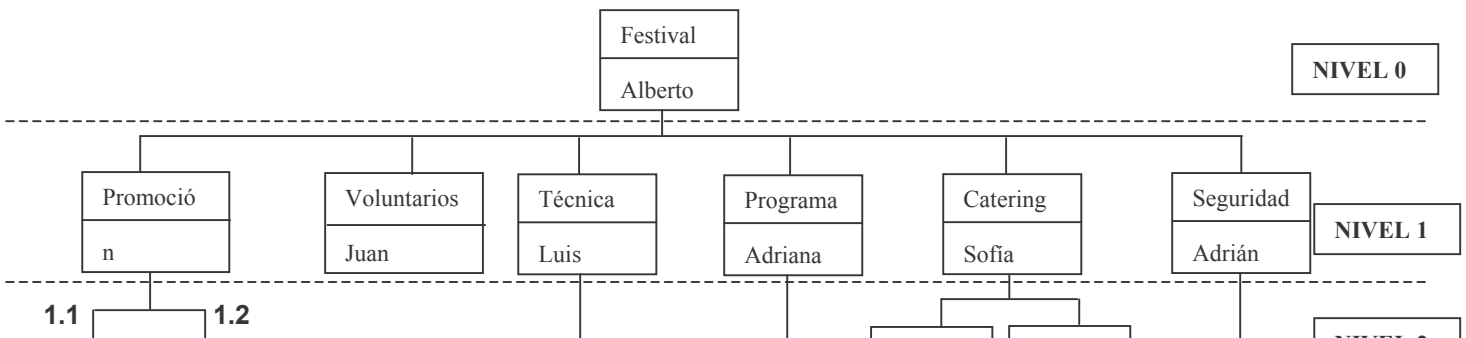 Festival
Alberto
NIVEL 0
Promoció
n
Voluntarios
Juan
Técnica
Luis
Programa
Adriana
Catering
Sofía
Seguridad
Adrián
NIVEL 1
1.1
1.2